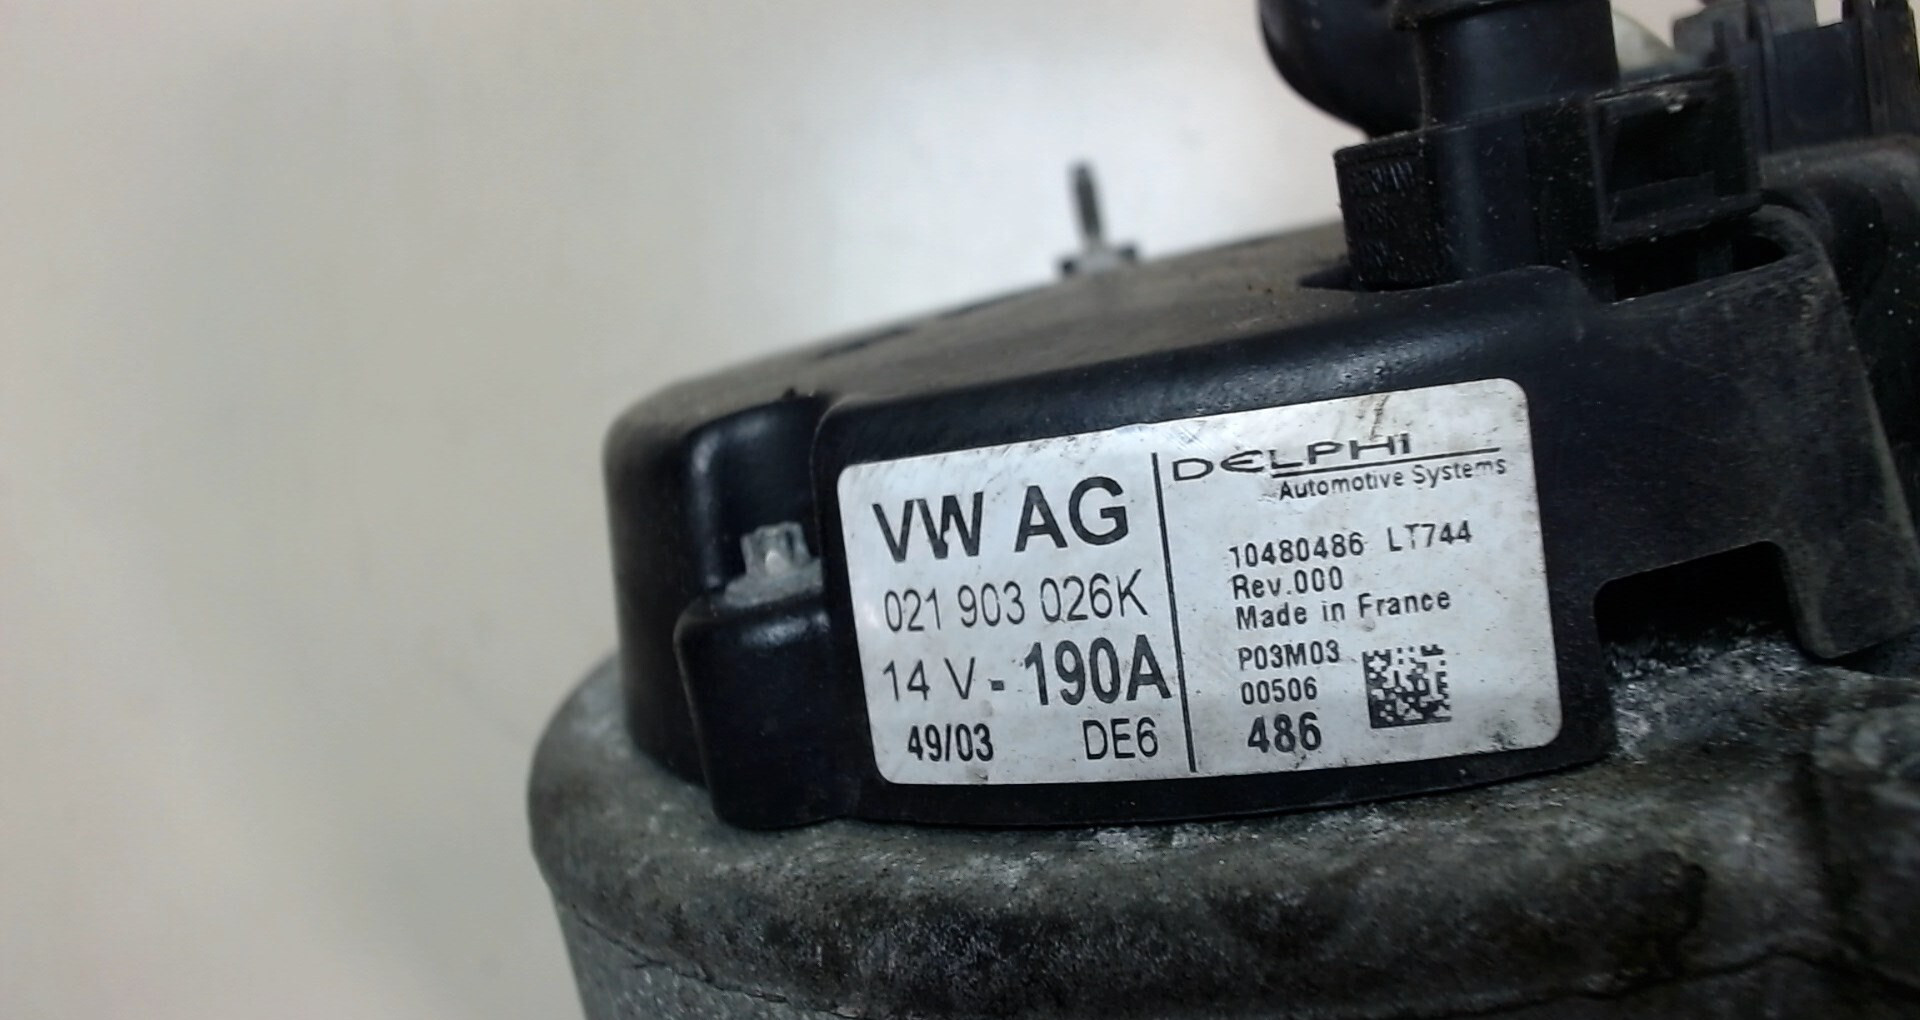 VW AG
021 903 026K
14 V - 190A
49/03 DE6
DELPHI
Automotive Systems
10480486 LT744
Rev.000
Made in France
P03M03
00506
486